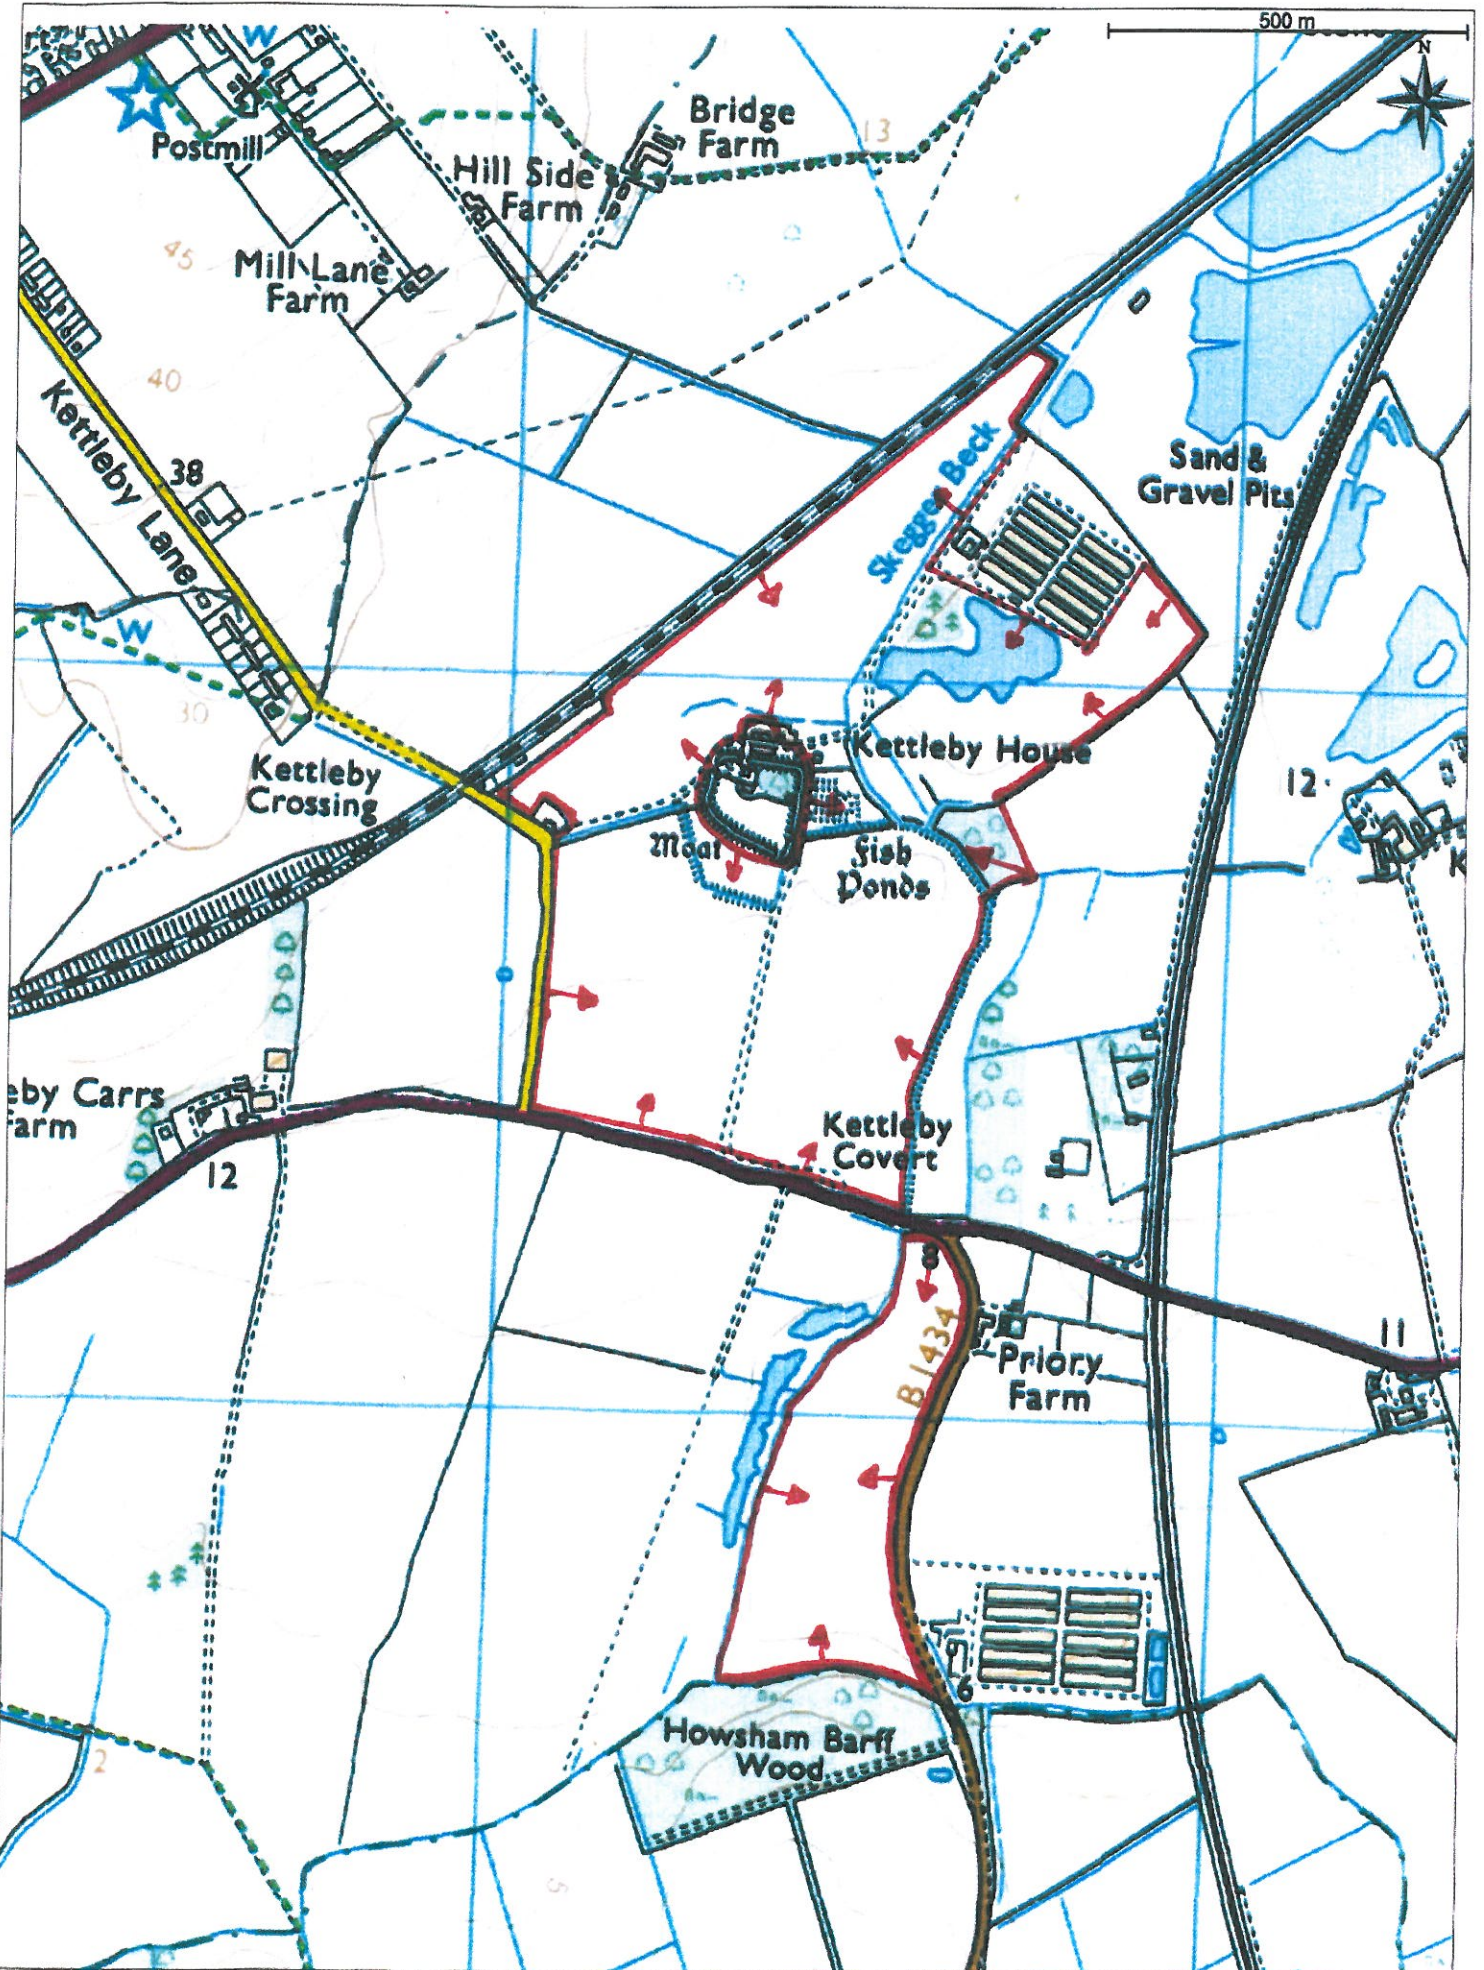 500 m
N
W
Postmill
Bridge
Farm
13
Hill Side
Farm
45
Mill Lane
Farm
40
Kettleby Lane
38
Skegger Beck
Sand &
Gravel Pits
W
30
Kettleby
Crossing
Kettleby House
12
Moat
Fish
Ponds
K
eby Carrs
arm
12
Kettleby
Covert
8
B 1434
Priory
Farm
11
6
Howsham Barff
Wood
2
5